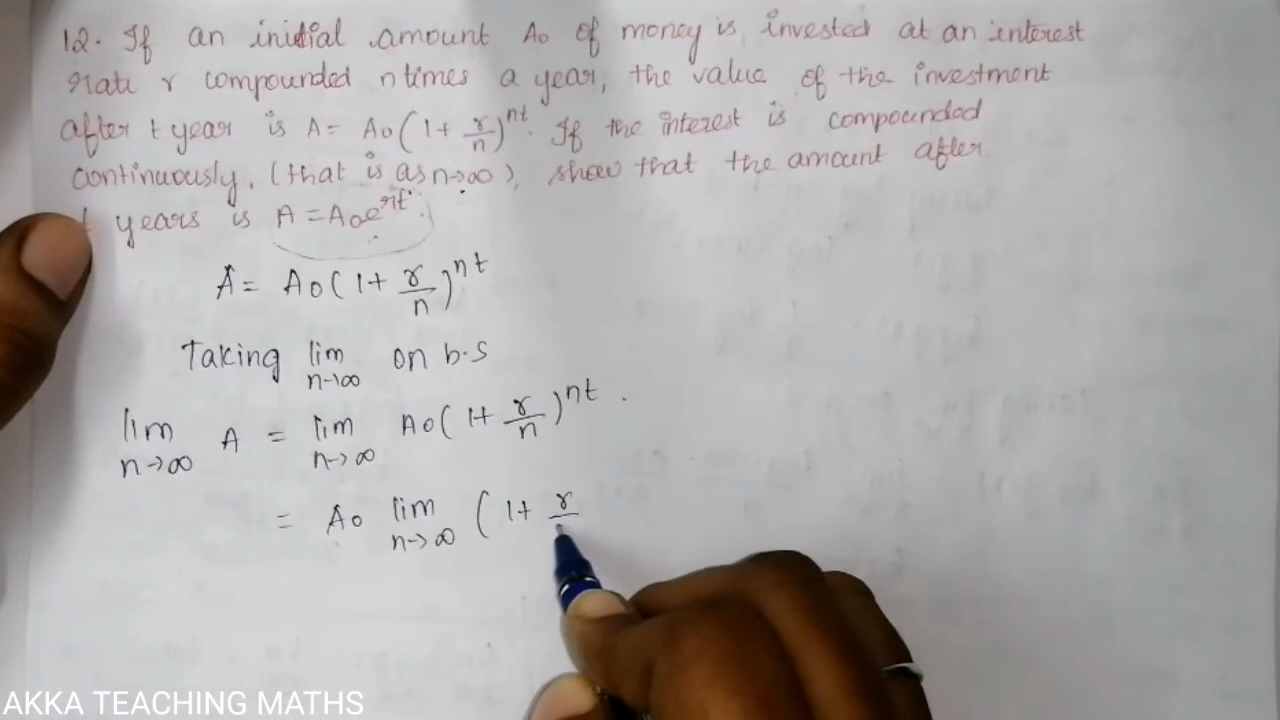 12. If an initial amount A₀ of money is invested at an interest
rate r compounded n times a year, the value of the investment
after t year is A = A₀(1 + r/n)^nt. If the interest is compounded
continuously, (that is as n→∞), show that the amount after
t years is A = A₀e^rt.
A = A₀(1 + r/n)^nt
Taking lim n→∞ on b.s
lim n→∞ A = lim n→∞ A₀(1 + r/n)^nt.
= A₀ lim n→∞ (1 + r
AKKA TEACHING MATHS